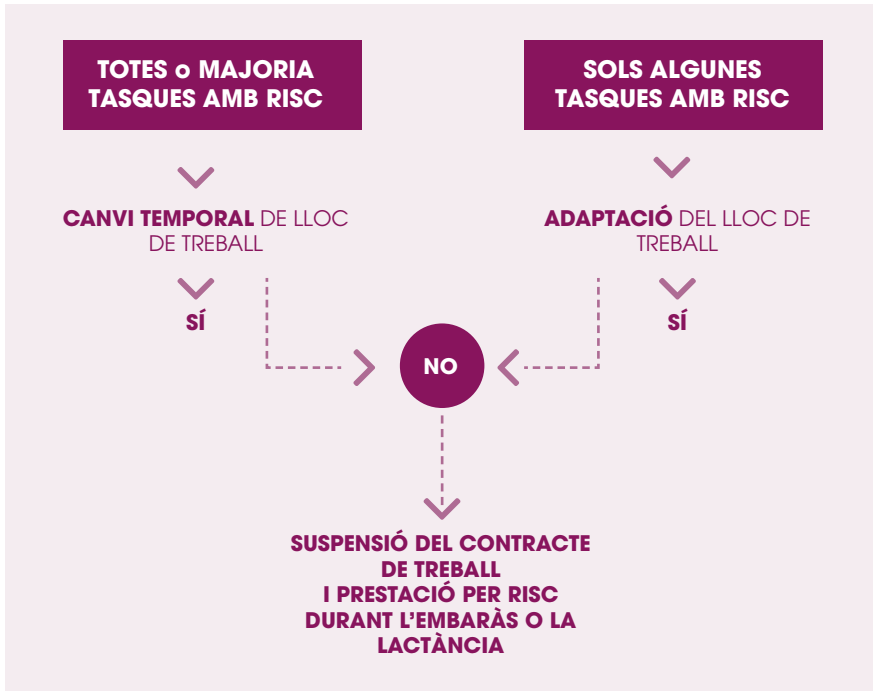 TOTES o MAJORIA
TASQUES AMB RISC
SOLS ALGUNES
TASQUES AMB RISC
CANVI TEMPORAL DE LLOC
DE TREBALL
ADAPTACIÓ DEL LLOC DE
TREBALL
SÍ
SÍ
NO
SUSPENSIÓ DEL CONTRACTE
DE TREBALL
I PRESTACIÓ PER RISC
DURANT L’EMBARÀS O LA
LACTÀNCIA